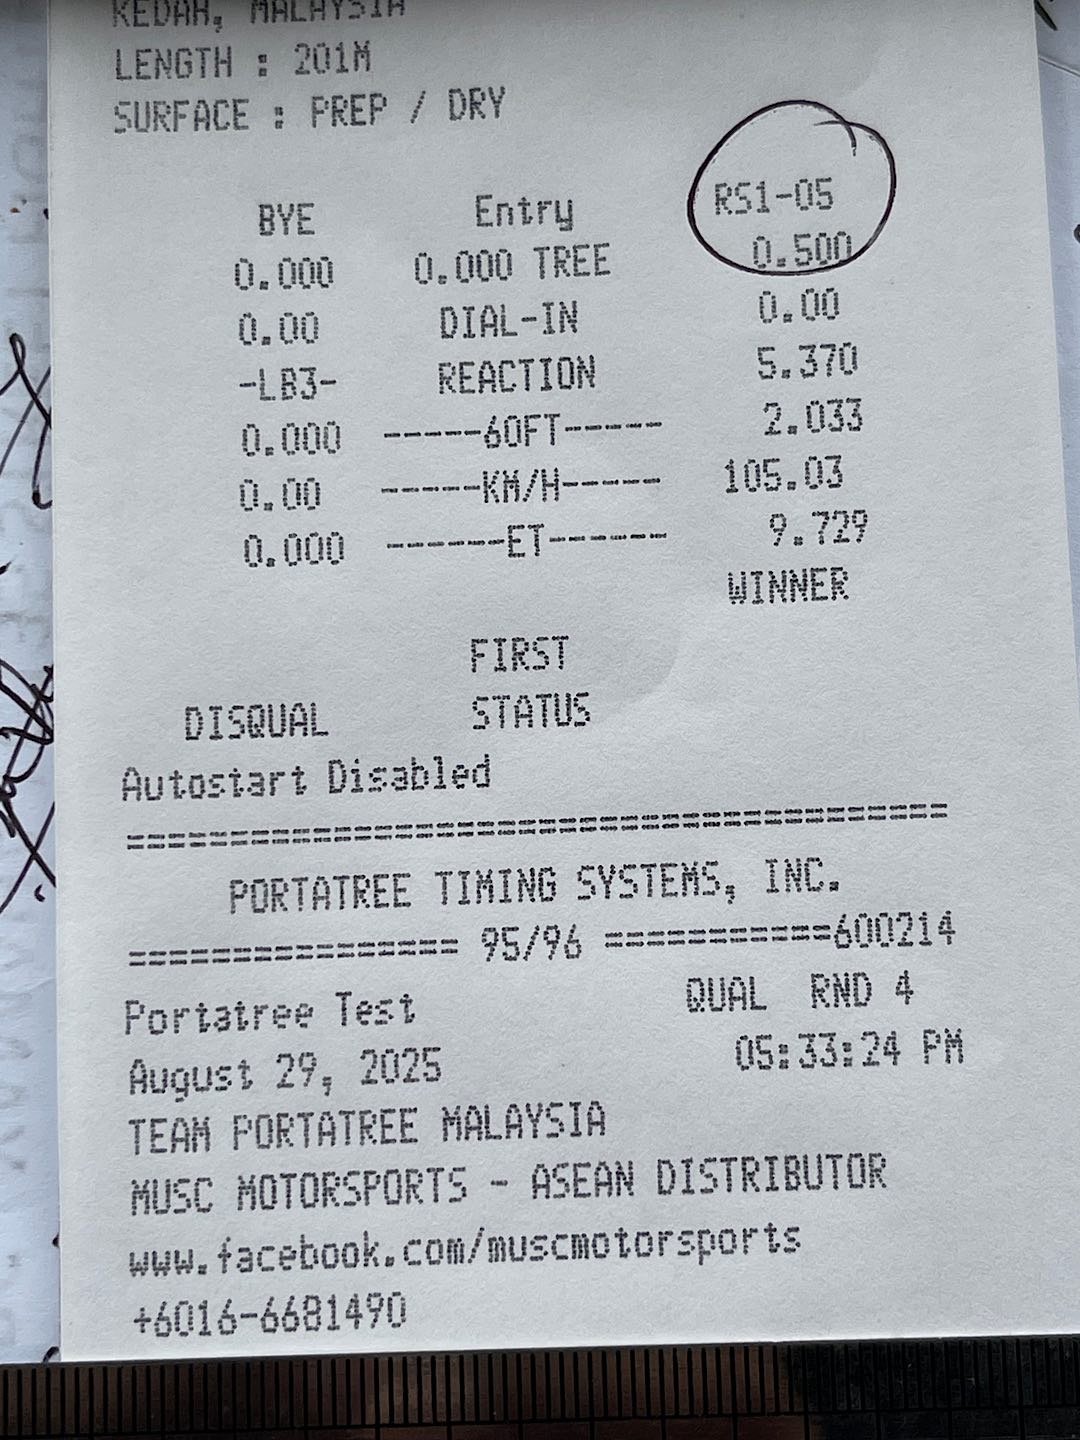 KEDAH, MALAYSIA
LENGTH : 201M
SURFACE : PREP / DRY
BYE Entry RS1-05
0.000 0.000 TREE 0.500
0.00 DIAL-IN 0.00
-LB3- REACTION 5.370
0.000 -----60FT----- 2.033
0.00 -----KM/H----- 105.03
0.000 ------ET------ 9.729
WINNER
FIRST
DISQUAL STATUS
Autostart Disabled
=============================================
PORTATREE TIMING SYSTEMS, INC.
=============== 95/96 ===========600214
Portatree Test QUAL RND 4
August 29, 2025 05:33:24 PM
TEAM PORTATREE MALAYSIA
MUSC MOTORSPORTS - ASEAN DISTRIBUTOR
www.facebook.com/muscmotorsports
+6016-6681490